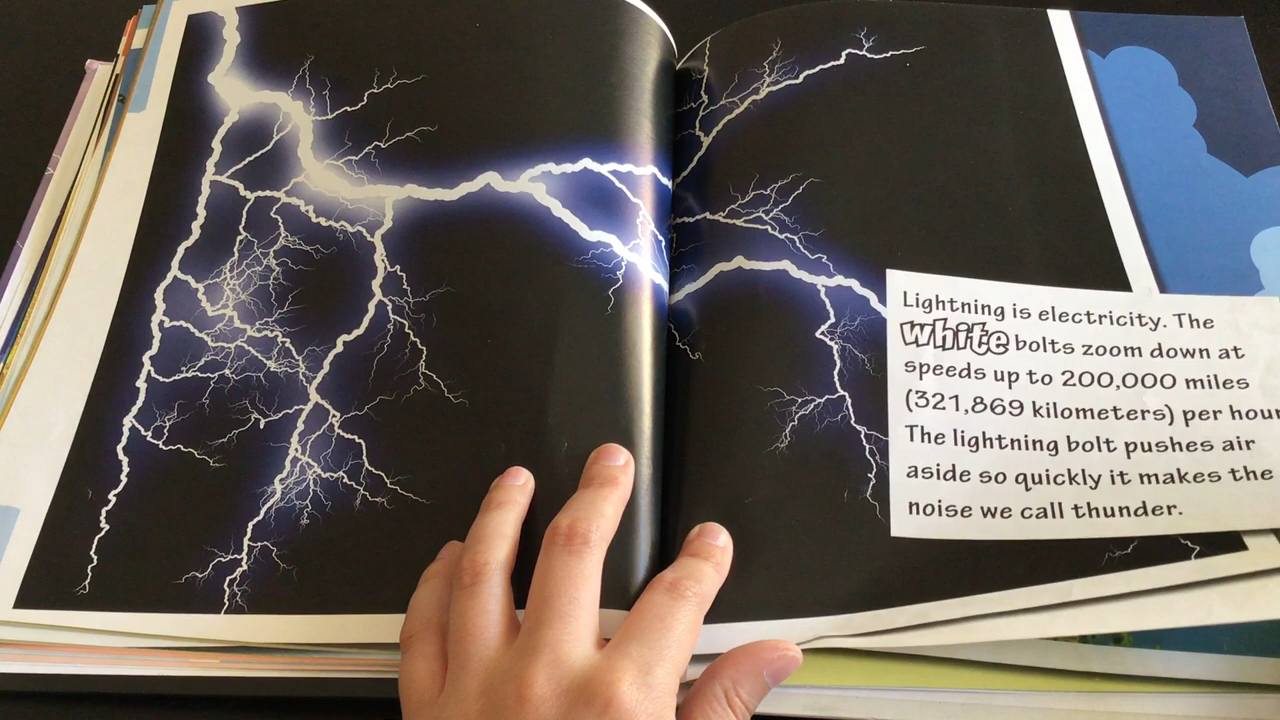 Lightning is electricity. The
white bolts zoom down at
speeds up to 200,000 miles
(321,869 kilometers) per hour
The lightning bolt pushes air
aside so quickly it makes the
noise we call thunder.